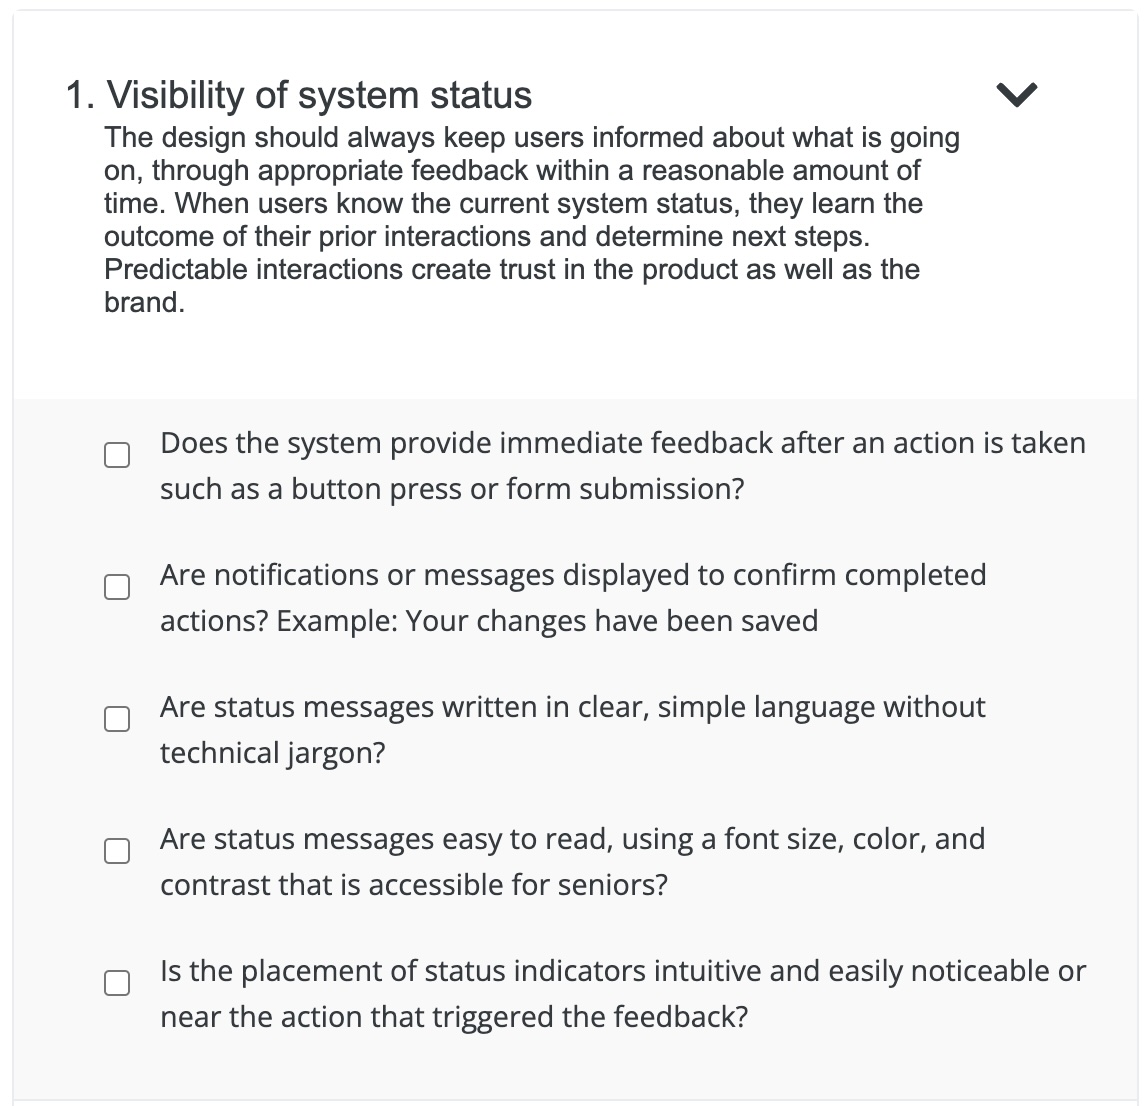 1. Visibility of system status
The design should always keep users informed about what is going
on, through appropriate feedback within a reasonable amount of
time. When users know the current system status, they learn the
outcome of their prior interactions and determine next steps.
Predictable interactions create trust in the product as well as the
brand.
Does the system provide immediate feedback after an action is taken
such as a button press or form submission?
Are notifications or messages displayed to confirm completed
actions? Example: Your changes have been saved
Are status messages written in clear, simple language without
technical jargon?
Are status messages easy to read, using a font size, color, and
contrast that is accessible for seniors?
Is the placement of status indicators intuitive and easily noticeable or
near the action that triggered the feedback?